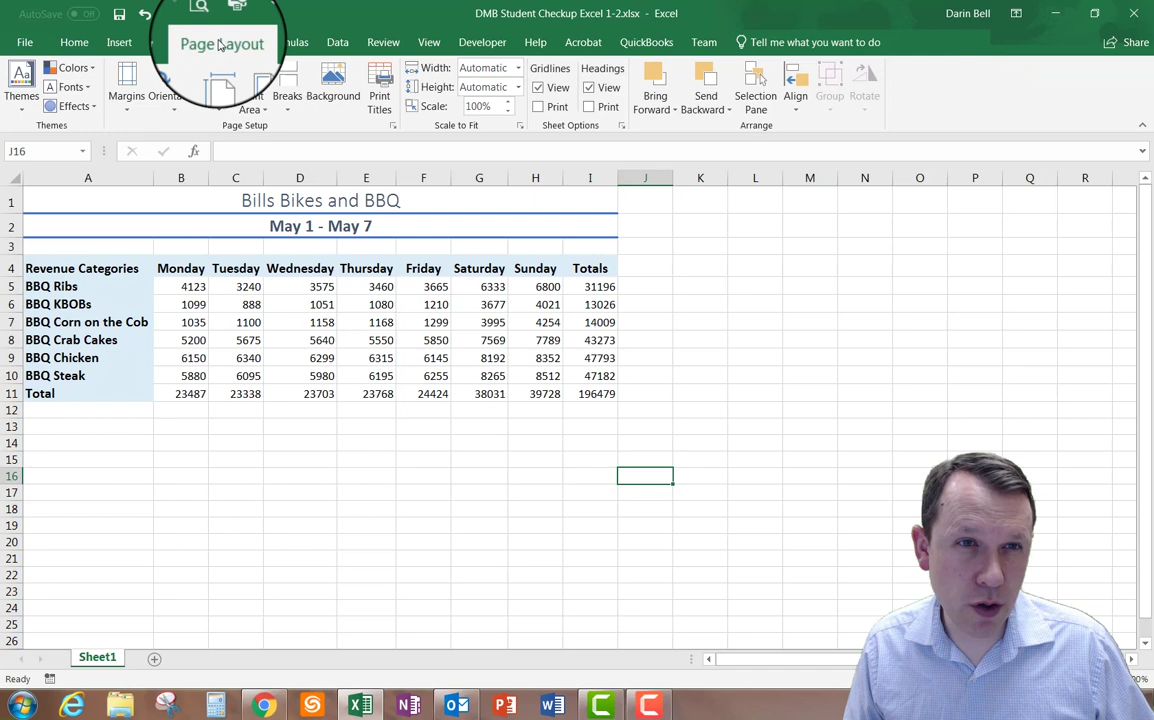 AutoSave Off
DMB Student Checkup Excel 1-2.xlsx - Excel
Darin Bell
File Home Insert Page Layout Data Review View Developer Help Acrobat QuickBooks Team Tell me what you want to do Share
Themes Colors Fonts Effects Margins Breaks Background Print Titles Width: Automatic Height: Automatic Scale: 100% Gridlines View Print Headings View Print Bring Forward Send Backward Selection Pane Align Group Rotate
Themes Page Setup Scale to Fit Sheet Options Arrange
J16 fx
A B C D E F G H I J K L M N O P Q R
1 Bills Bikes and BBQ
2 May 1 - May 7
3
4 Revenue Categories Monday Tuesday Wednesday Thursday Friday Saturday Sunday Totals
5 BBQ Ribs 4123 3240 3575 3460 3665 6333 6800 31196
6 BBQ KBOBs 1099 888 1051 1080 1210 3677 4021 13026
7 BBQ Corn on the Cob 1035 1100 1158 1168 1299 3995 4254 14009
8 BBQ Crab Cakes 5200 5675 5640 5550 5850 7569 7789 43273
9 BBQ Chicken 6150 6340 6299 6315 6145 8192 8352 47793
10 BBQ Steak 5880 6095 5980 6195 6255 8265 8512 47182
11 Total 23487 23338 23703 23768 24424 38031 39728 196479
12
13
14
15
16
17
18
19
20
21
22
23
24
25
26
Sheet1
Ready